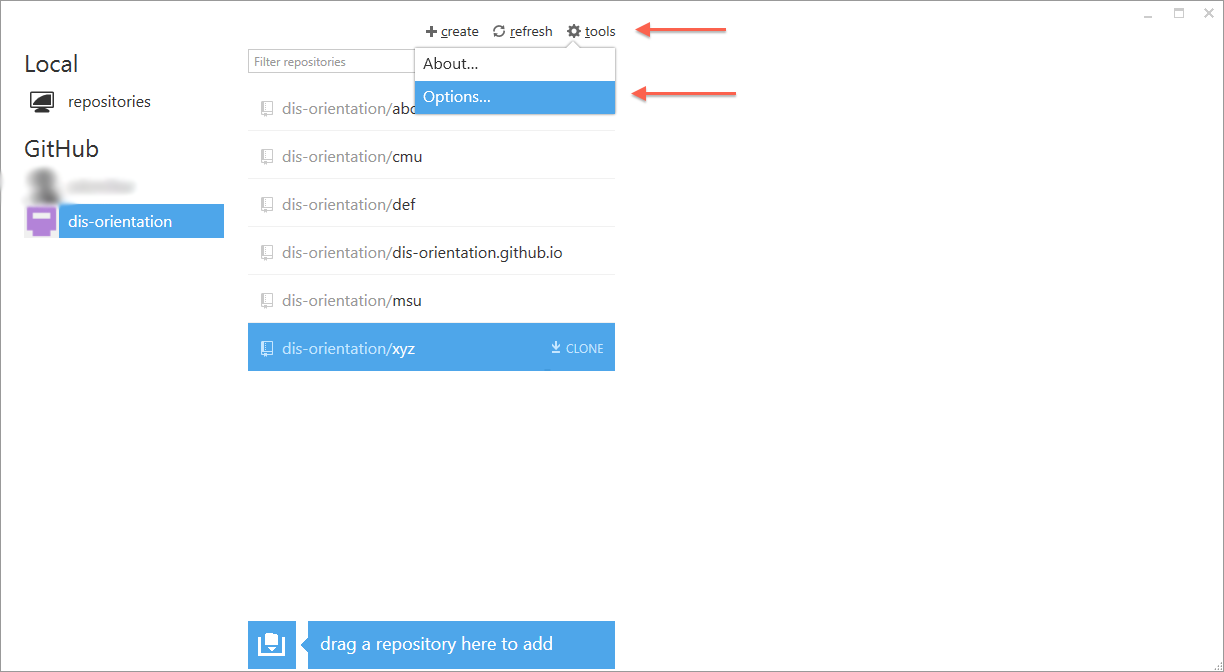 create refresh tools
Local
repositories
GitHub
dis-orientation
Filter repositories
About...
Options...
dis-orientation/
dis-orientation/cmu
dis-orientation/def
dis-orientation/dis-orientation.github.io
dis-orientation/msu
dis-orientation/xyz CLONE
drag a repository here to add